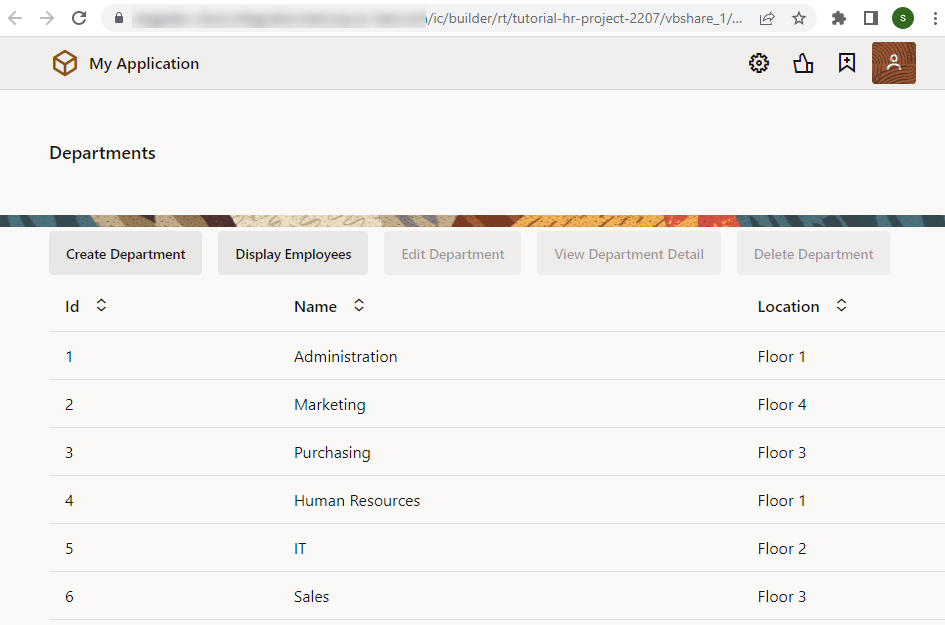 /ic/builder/rt/tutorial-hr-project-2207/vbshare_1/...
S
My Application
Departments
Create Department Display Employees Edit Department View Department Detail Delete Department
Id Name Location
1 Administration Floor 1
2 Marketing Floor 4
3 Purchasing Floor 3
4 Human Resources Floor 1
5 IT Floor 2
6 Sales Floor 3